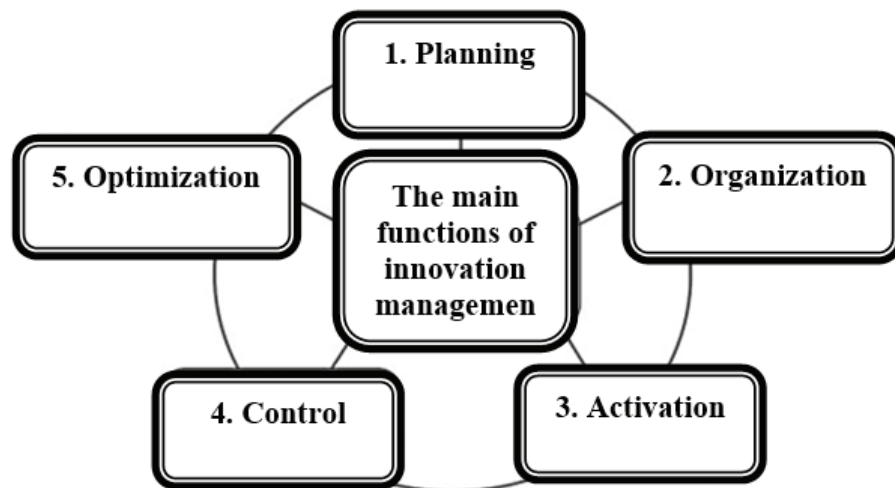 1. Planning
2. Organization
3. Activation
4. Control
5. Optimization
The main
functions of
innovation
managemen